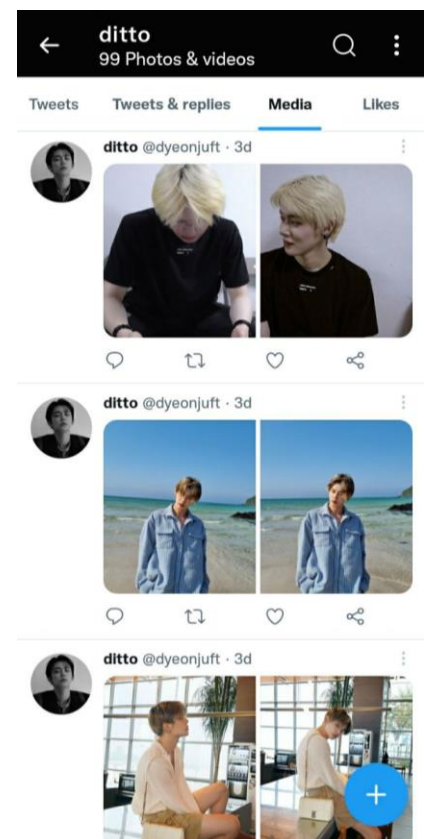 ditto
99 Photos & videos
Tweets Tweets & replies Media Likes
ditto @dyeonjuft · 3d
ditto @dyeonjuft · 3d
ditto @dyeonjuft · 3d